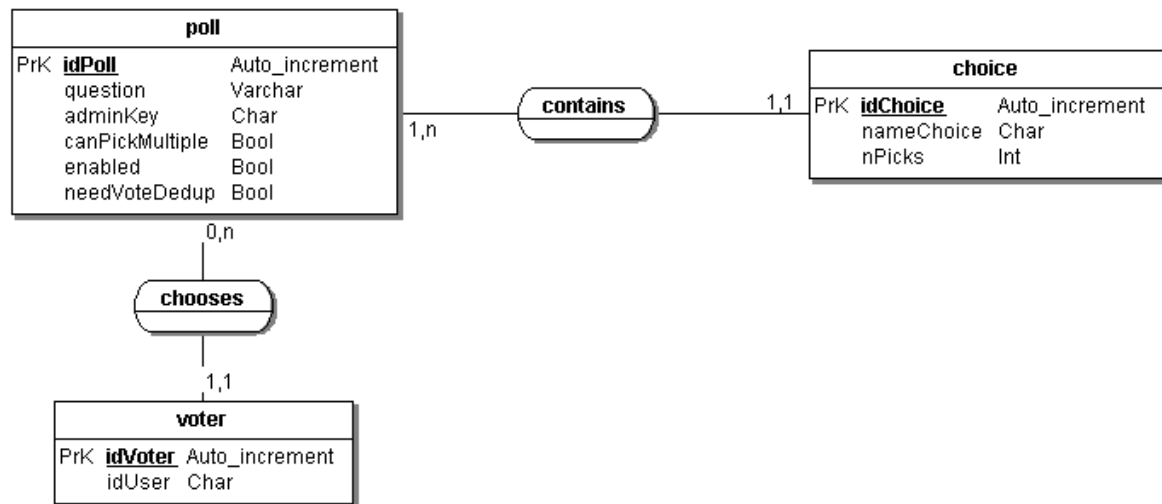 poll
PrK idPoll Auto_increment
question Varchar
adminKey Char
canPickMultiple Bool
enabled Bool
needVoteDedup Bool
1,n
contains
1,1
choice
PrK idChoice Auto_increment
nameChoice Char
nPicks Int
0,n
chooses
1,1
voter
PrK idVoter Auto_increment
idUser Char